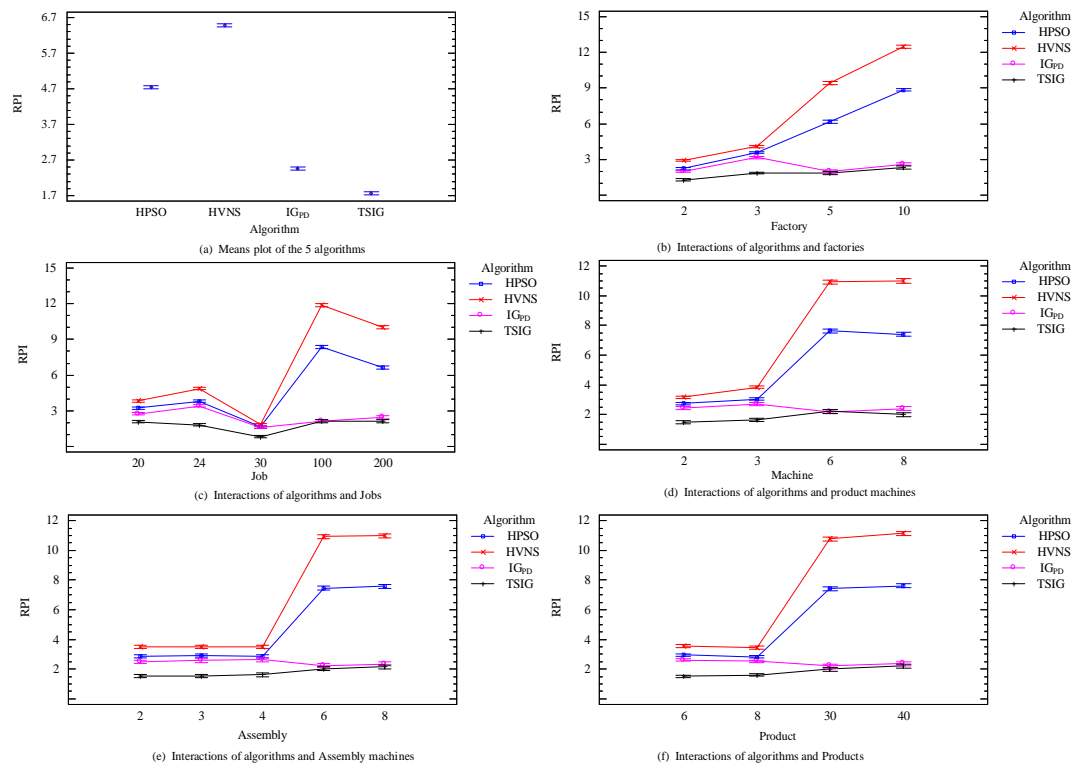 6.7
5.7
4.7
3.7
2.7
1.7
RPI
HPSO
HVNS
IGPD
TSIG
Algorithm
(a) Means plot of the 5 algorithms
15
12
9
6
3
RPI
2
3
5
10
Factory
(b) Interactions of algorithms and factories
Algorithm
HPSO
HVNS
IGPD
TSIG
15
12
9
6
3
RPI
20
24
30
100
200
Job
(c) Interactions of algorithms and Jobs
Algorithm
HPSO
HVNS
IGPD
TSIG
12
10
8
6
4
2
RPI
2
3
6
8
Machine
(d) Interactions of algorithms and product machines
Algorithm
HPSO
HVNS
IGPD
TSIG
12
10
8
6
4
2
RPI
2
3
4
6
8
Assembly
(e) Interactions of algorithms and Assembly machines
Algorithm
HPSO
HVNS
IGPD
TSIG
12
10
8
6
4
2
RPI
6
8
30
40
Product
(f) Interactions of algorithms and Products
Algorithm
HPSO
HVNS
IGPD
TSIG